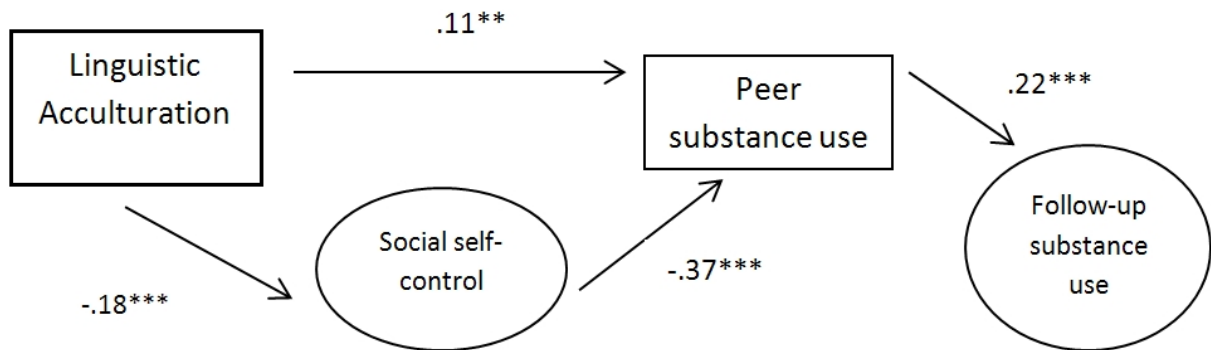 .11**
Linguistic
Acculturation
Peer
substance use
.22***
Social self-
control
-.18***
-.37***
Follow-up
substance
use